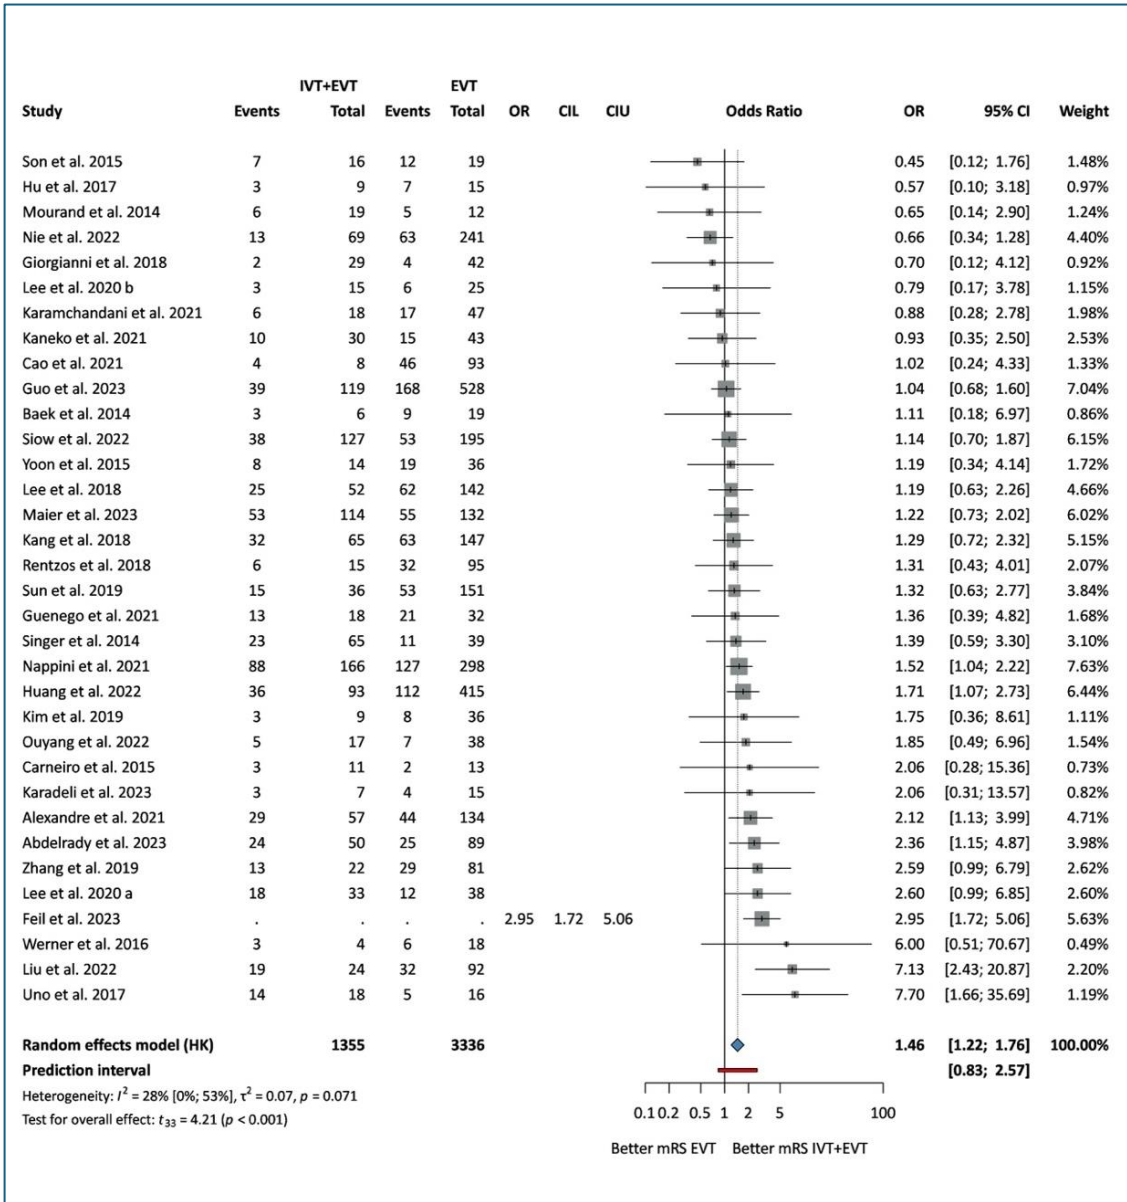 IVT+EVT EVT
Study Events Total Events Total OR CIL CIU Odds Ratio OR 95% CI Weight
Son et al. 2015 7 16 12 19 0.45 [0.12; 1.76] 1.48%
Hu et al. 2017 3 9 7 15 0.57 [0.10; 3.18] 0.97%
Mourand et al. 2014 6 19 5 12 0.65 [0.14; 2.90] 1.24%
Nie et al. 2022 13 69 63 241 0.66 [0.34; 1.28] 4.40%
Giorgianni et al. 2018 2 29 4 42 0.70 [0.12; 4.12] 0.92%
Lee et al. 2020 b 3 15 6 25 0.79 [0.17; 3.78] 1.15%
Karamchandani et al. 2021 6 18 17 47 0.88 [0.28; 2.78] 1.98%
Kaneko et al. 2021 10 30 15 43 0.93 [0.35; 2.50] 2.53%
Cao et al. 2021 4 8 46 93 1.02 [0.24; 4.33] 1.33%
Guo et al. 2023 39 119 168 528 1.04 [0.68; 1.60] 7.04%
Baek et al. 2014 3 6 9 19 1.11 [0.18; 6.97] 0.86%
Siow et al. 2022 38 127 53 195 1.14 [0.70; 1.87] 6.15%
Yoon et al. 2015 8 14 19 36 1.19 [0.34; 4.14] 1.72%
Lee et al. 2018 25 52 62 142 1.19 [0.63; 2.26] 4.66%
Maier et al. 2023 53 114 55 132 1.22 [0.73; 2.02] 6.02%
Kang et al. 2018 32 65 63 147 1.29 [0.72; 2.32] 5.15%
Rentzos et al. 2018 6 15 32 95 1.31 [0.43; 4.01] 2.07%
Sun et al. 2019 15 36 53 151 1.32 [0.63; 2.77] 3.84%
Guenego et al. 2021 13 18 21 32 1.36 [0.39; 4.82] 1.68%
Singer et al. 2014 23 65 11 39 1.39 [0.59; 3.30] 3.10%
Nappini et al. 2021 88 166 127 298 1.52 [1.04; 2.22] 7.63%
Huang et al. 2022 36 93 112 415 1.71 [1.07; 2.73] 6.44%
Kim et al. 2019 3 9 8 36 1.75 [0.36; 8.61] 1.11%
Ouyang et al. 2022 5 17 7 38 1.85 [0.49; 6.96] 1.54%
Carneiro et al. 2015 3 11 2 13 2.06 [0.28; 15.36] 0.73%
Karadeli et al. 2023 3 7 4 15 2.06 [0.31; 13.57] 0.82%
Alexandre et al. 2021 29 57 44 134 2.12 [1.13; 3.99] 4.71%
Abdelrady et al. 2023 24 50 25 89 2.36 [1.15; 4.87] 3.98%
Zhang et al. 2019 13 22 29 81 2.59 [0.99; 6.79] 2.62%
Lee et al. 2020 a 18 33 12 38 2.60 [0.99; 6.85] 2.60%
Feil et al. 2023 . . . . 2.95 1.72 5.06 2.95 [1.72; 5.06] 5.63%
Werner et al. 2016 3 4 6 18 6.00 [0.51; 70.67] 0.49%
Liu et al. 2022 19 24 32 92 7.13 [2.43; 20.87] 2.20%
Uno et al. 2017 14 18 5 16 7.70 [1.66; 35.69] 1.19%
Random effects model (HK) 1355 3336 1.46 [1.22; 1.76] 100.00%
Prediction interval [0.83; 2.57]
Heterogeneity: I² = 28% [0%; 53%], τ² = 0.07, p = 0.071
Test for overall effect: t₃₃ = 4.21 (p < 0.001)
0.1 0.2 0.5 1 2 5 100
Better mRS EVT Better mRS IVT+EVT